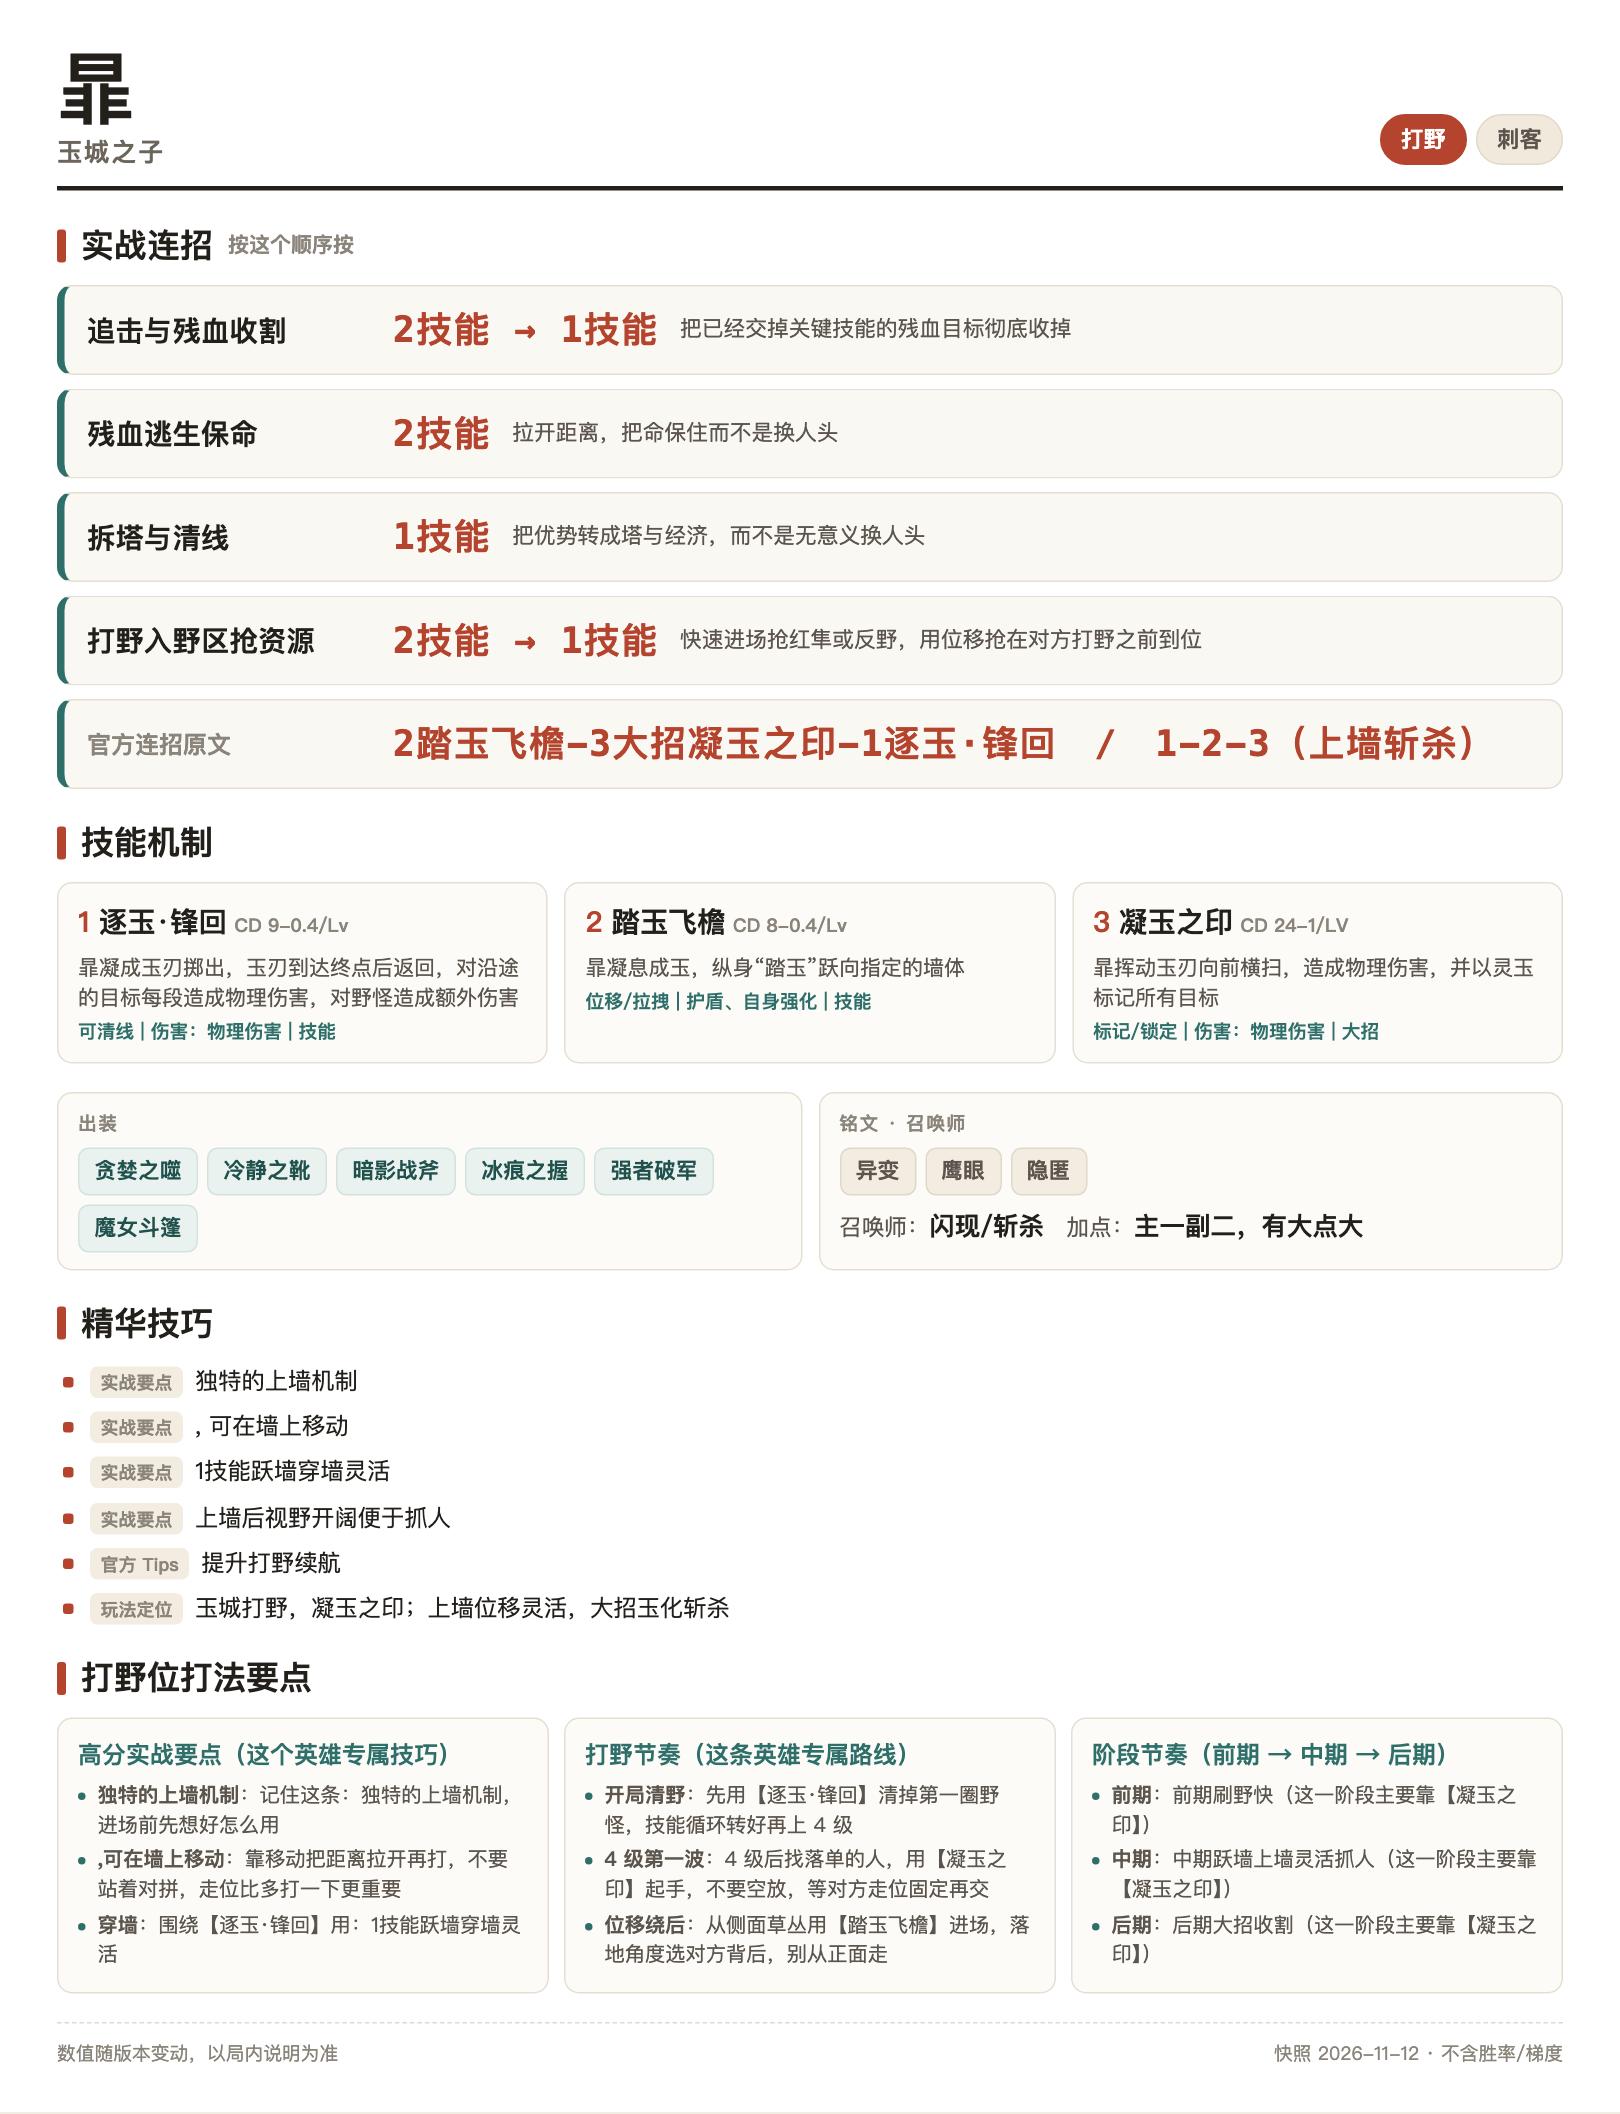 暃
玉城之子
打野
刺客
实战连招 按这个顺序按
追击与残血收割 2技能 → 1技能 把已经交掉关键技能的残血目标彻底收掉
残血逃生保命 2技能 拉开距离，把命保住而不是换人头
拆塔与清线 1技能 把优势转成塔与经济，而不是无意义换人头
打野入野区抢资源 2技能 → 1技能 快速进场抢红隼或反野，用位移抢在对方打野之前到位
官方连招原文 2踏玉飞檐-3大招凝玉之印-1逐玉·锋回 / 1-2-3（上墙斩杀）
技能机制
1 逐玉·锋回 CD 9-0.4/Lv
暃凝成玉刃掷出，玉刃到达终点后返回，对沿途
的目标每段造成物理伤害，对野怪造成额外伤害
可清线 | 伤害：物理伤害 | 技能
2 踏玉飞檐 CD 8-0.4/Lv
暃凝息成玉，纵身“踏玉”跃向指定的墙体
位移/拉拽 | 护盾、自身强化 | 技能
3 凝玉之印 CD 24-1/LV
暃挥动玉刃向前横扫，造成物理伤害，并以灵玉
标记所有目标
标记/锁定 | 伤害：物理伤害 | 大招
出装
贪婪之噬 冷静之靴 暗影战斧 冰痕之握 强者破军
魔女斗篷
铭文 · 召唤师
异变 鹰眼 隐匿
召唤师：闪现/斩杀 加点：主一副二，有大点大
精华技巧
实战要点 独特的上墙机制
实战要点 , 可在墙上移动
实战要点 1技能跃墙穿墙灵活
实战要点 上墙后视野开阔便于抓人
官方 Tips 提升打野续航
玩法定位 玉城打野，凝玉之印；上墙位移灵活，大招玉化斩杀
打野位打法要点
高分实战要点（这个英雄专属技巧）
独特的上墙机制：记住这条：独特的上墙机制，
进场前先想好怎么用
,可在墙上移动：靠移动把距离拉开再打，不要
站着对拼，走位比多打一下更重要
穿墙：围绕【逐玉·锋回】用：1技能跃墙穿墙灵
活
打野节奏（这条英雄专属路线）
开局清野：先用【逐玉·锋回】清掉第一圈野
怪，技能循环转好再上 4 级
4 级第一波：4 级后找落单的人，用【凝玉之
印】起手，不要空放，等对方走位固定再交
位移绕后：从侧面草丛用【踏玉飞檐】进场，落
地角度选对方背后，别从正面走
阶段节奏（前期 → 中期 → 后期）
前期：前期刷野快（这一阶段主要靠【凝玉之
印】）
中期：中期跃墙上墙灵活抓人（这一阶段主要靠
【凝玉之印】）
后期：后期大招收割（这一阶段主要靠【凝玉之
印】）
数值随版本变动，以局内说明为准
快照 2026-11-12 · 不含胜率/梯度